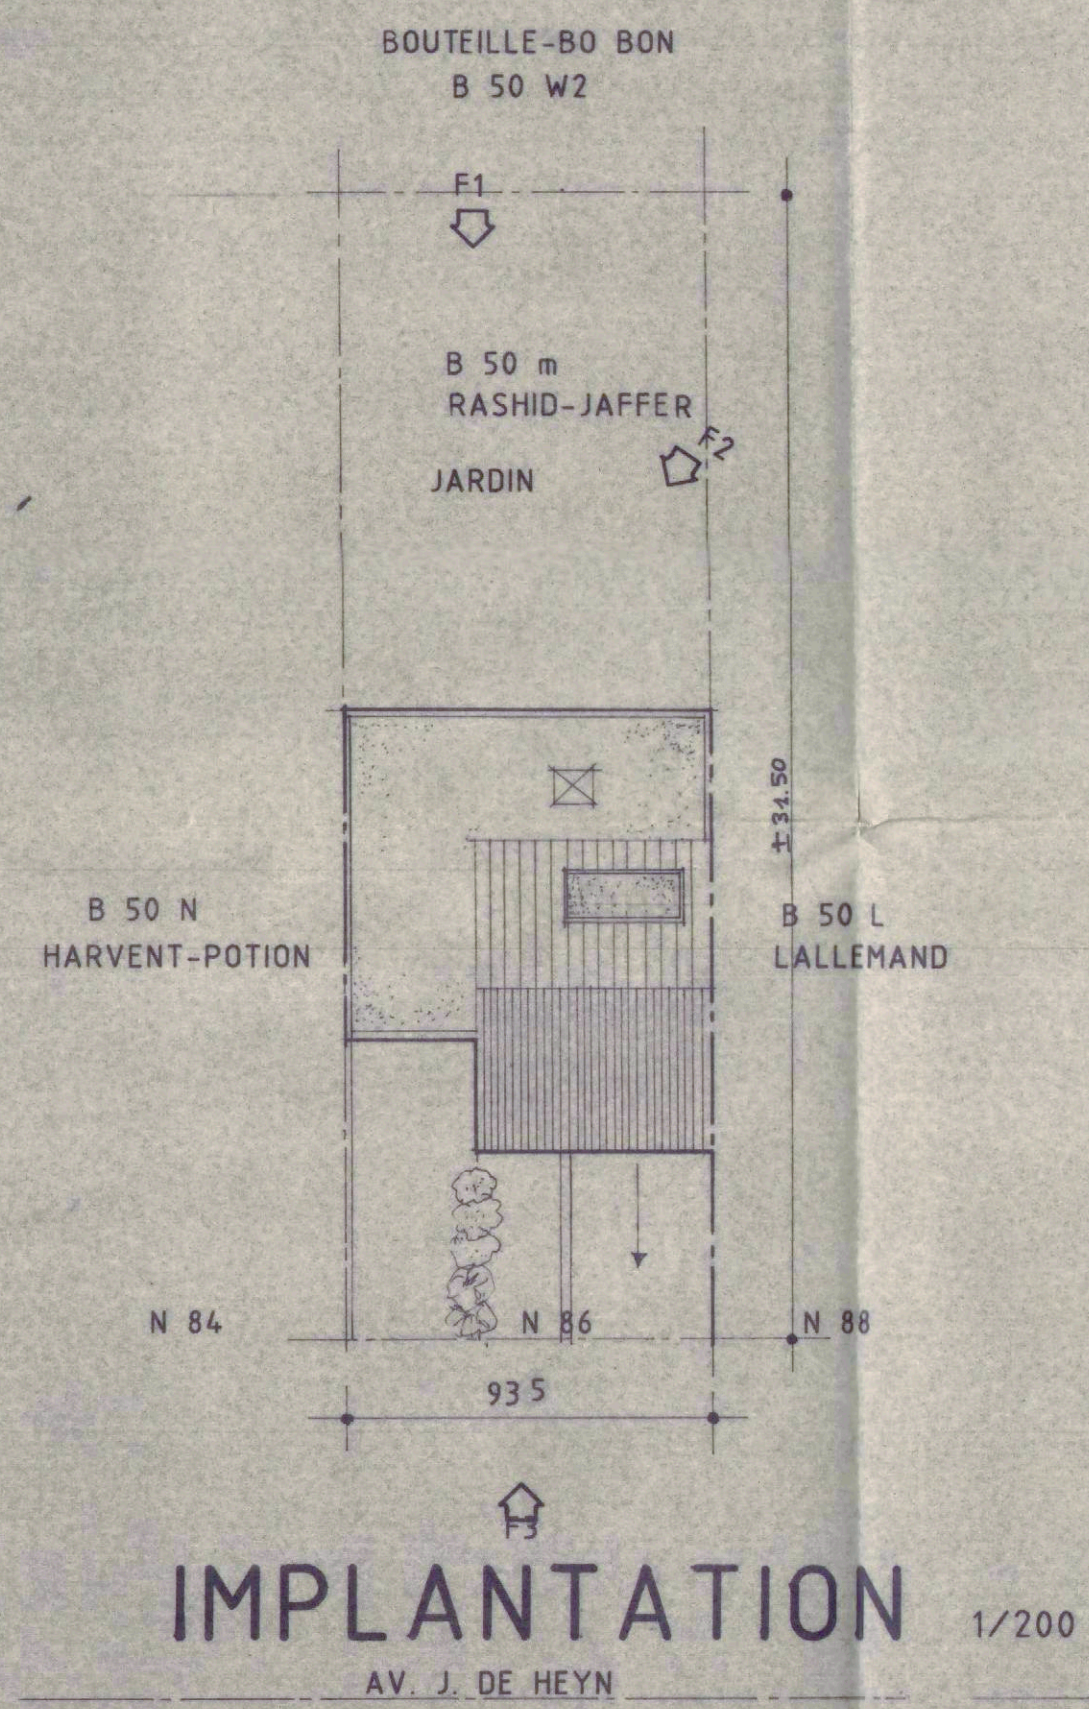 BOUTEILLE-BO BON
B 50 W2
F1
B 50 m
RASHID-JAFFER
F2
JARDIN
± 31.50
B 50 N
HARVENT-POTION
B 50 L
LALLEMAND
N 84
N 86
N 88
935
F3
IMPLANTATION 1/200
AV. J. DE HEYN